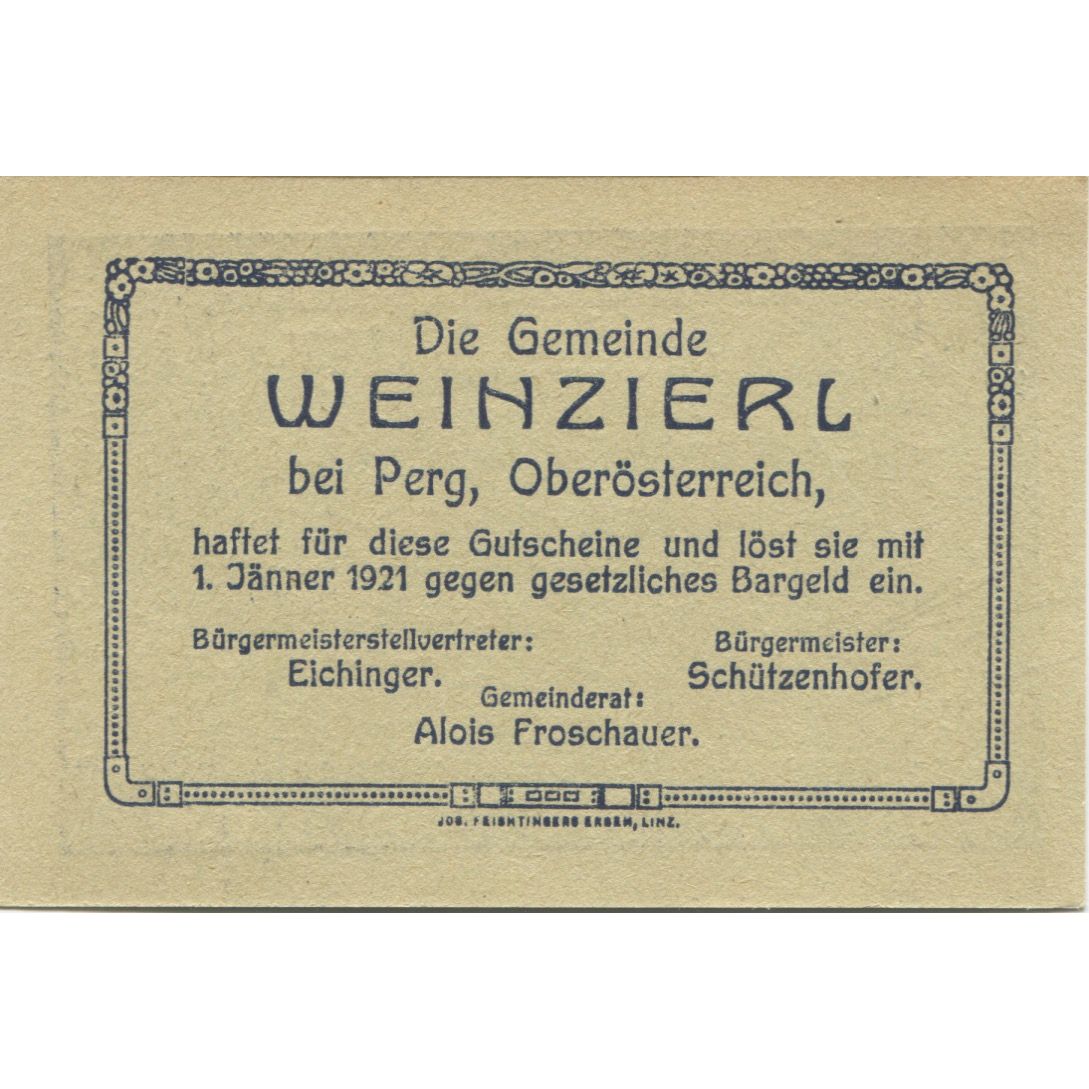 Die Gemeinde
WEINZIERL
bei Perg, Oberösterreich,
haftet für diese Gutscheine und löst sie mit
1. Jänner 1921 gegen gesetzliches Bargeld ein.
Bürgermeisterstellvertreter: Bürgermeister:
Eichinger. Schützenhofer.
Gemeinderat:
Alois Froschauer.
JOS. FEICHTINGERS ERBEN, LINZ.